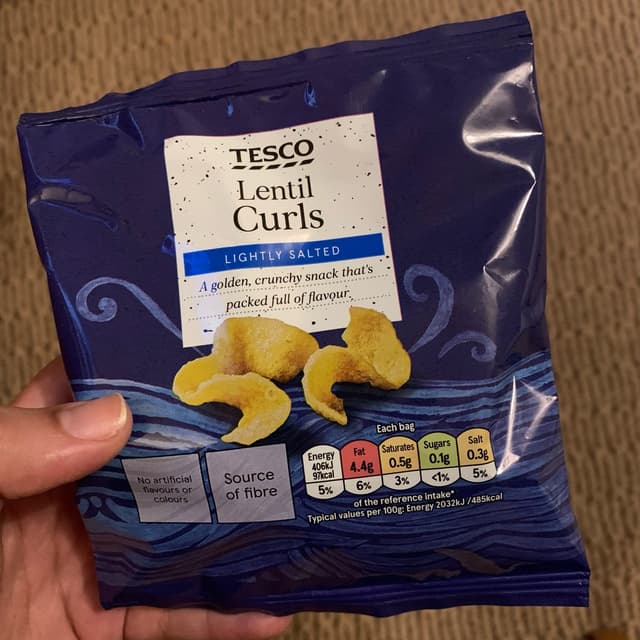 TESCO
Lentil
Curls
LIGHTLY SALTED
A golden, crunchy snack that's
packed full of flavour.
No artificial
flavours or
colours
Source
of fibre
Each bag
Energy
406kJ
97kcal
5%
Fat
4.4g
6%
Saturates
0.5g
3%
Sugars
0.1g
<1%
Salt
0.3g
5%
of the reference intake*
Typical values per 100g: Energy 2032kJ/485kcal